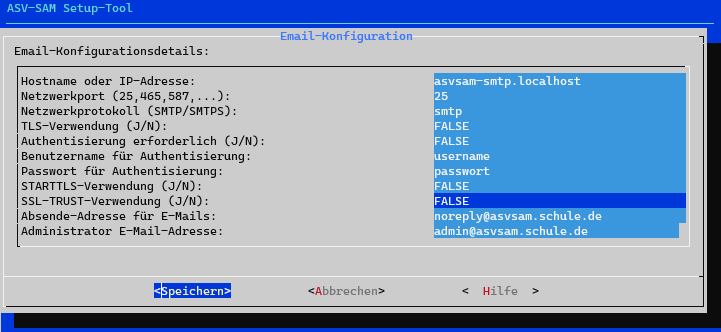 ASV-SAM Setup-Tool
Email-Konfiguration
Email-Konfigurationsdetails:
Hostname oder IP-Adresse: asvsam-smtp.localhost
Netzwerkport (25,465,587,...): 25
Netzwerkprotokoll (SMTP/SMTPS): smtp
TLS-Verwendung (J/N): FALSE
Authentisierung erforderlich (J/N): FALSE
Benutzername für Authentisierung: username
Passwort für Authentisierung: passwort
STARTTLS-Verwendung (J/N): FALSE
SSL-TRUST-Verwendung (J/N): FALSE
Absende-Adresse für E-Mails: noreply@asvsam.schule.de
Administrator E-Mail-Adresse: admin@asvsam.schule.de
<Speichern> <Abbrechen> < Hilfe >